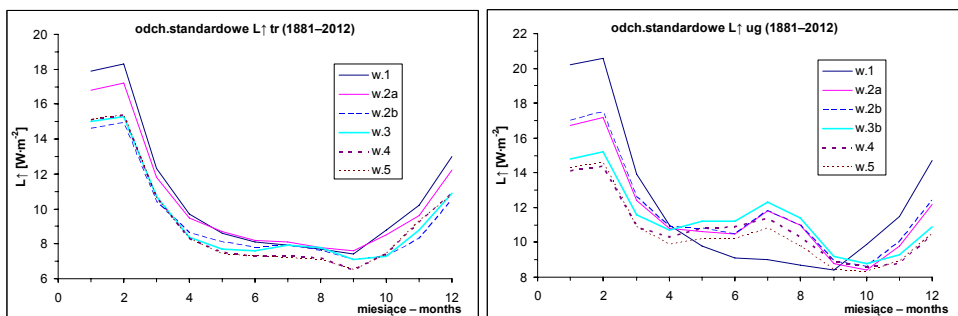 odch.standardowe L↑ tr (1881–2012)
L↑ [W·m⁻²]
20
18
16
14
12
10
8
6
w.1
w.2a
w.2b
w.3
w.4
w.5
0 2 4 6 8 10 12
miesiące – months
odch.standardowe L↑ ug (1881–2012)
L↑ [W·m⁻²]
22
20
18
16
14
12
10
8
w.1
w.2a
w.2b
w.3b
w.4
w.5
0 2 4 6 8 10 12
miesiące – months